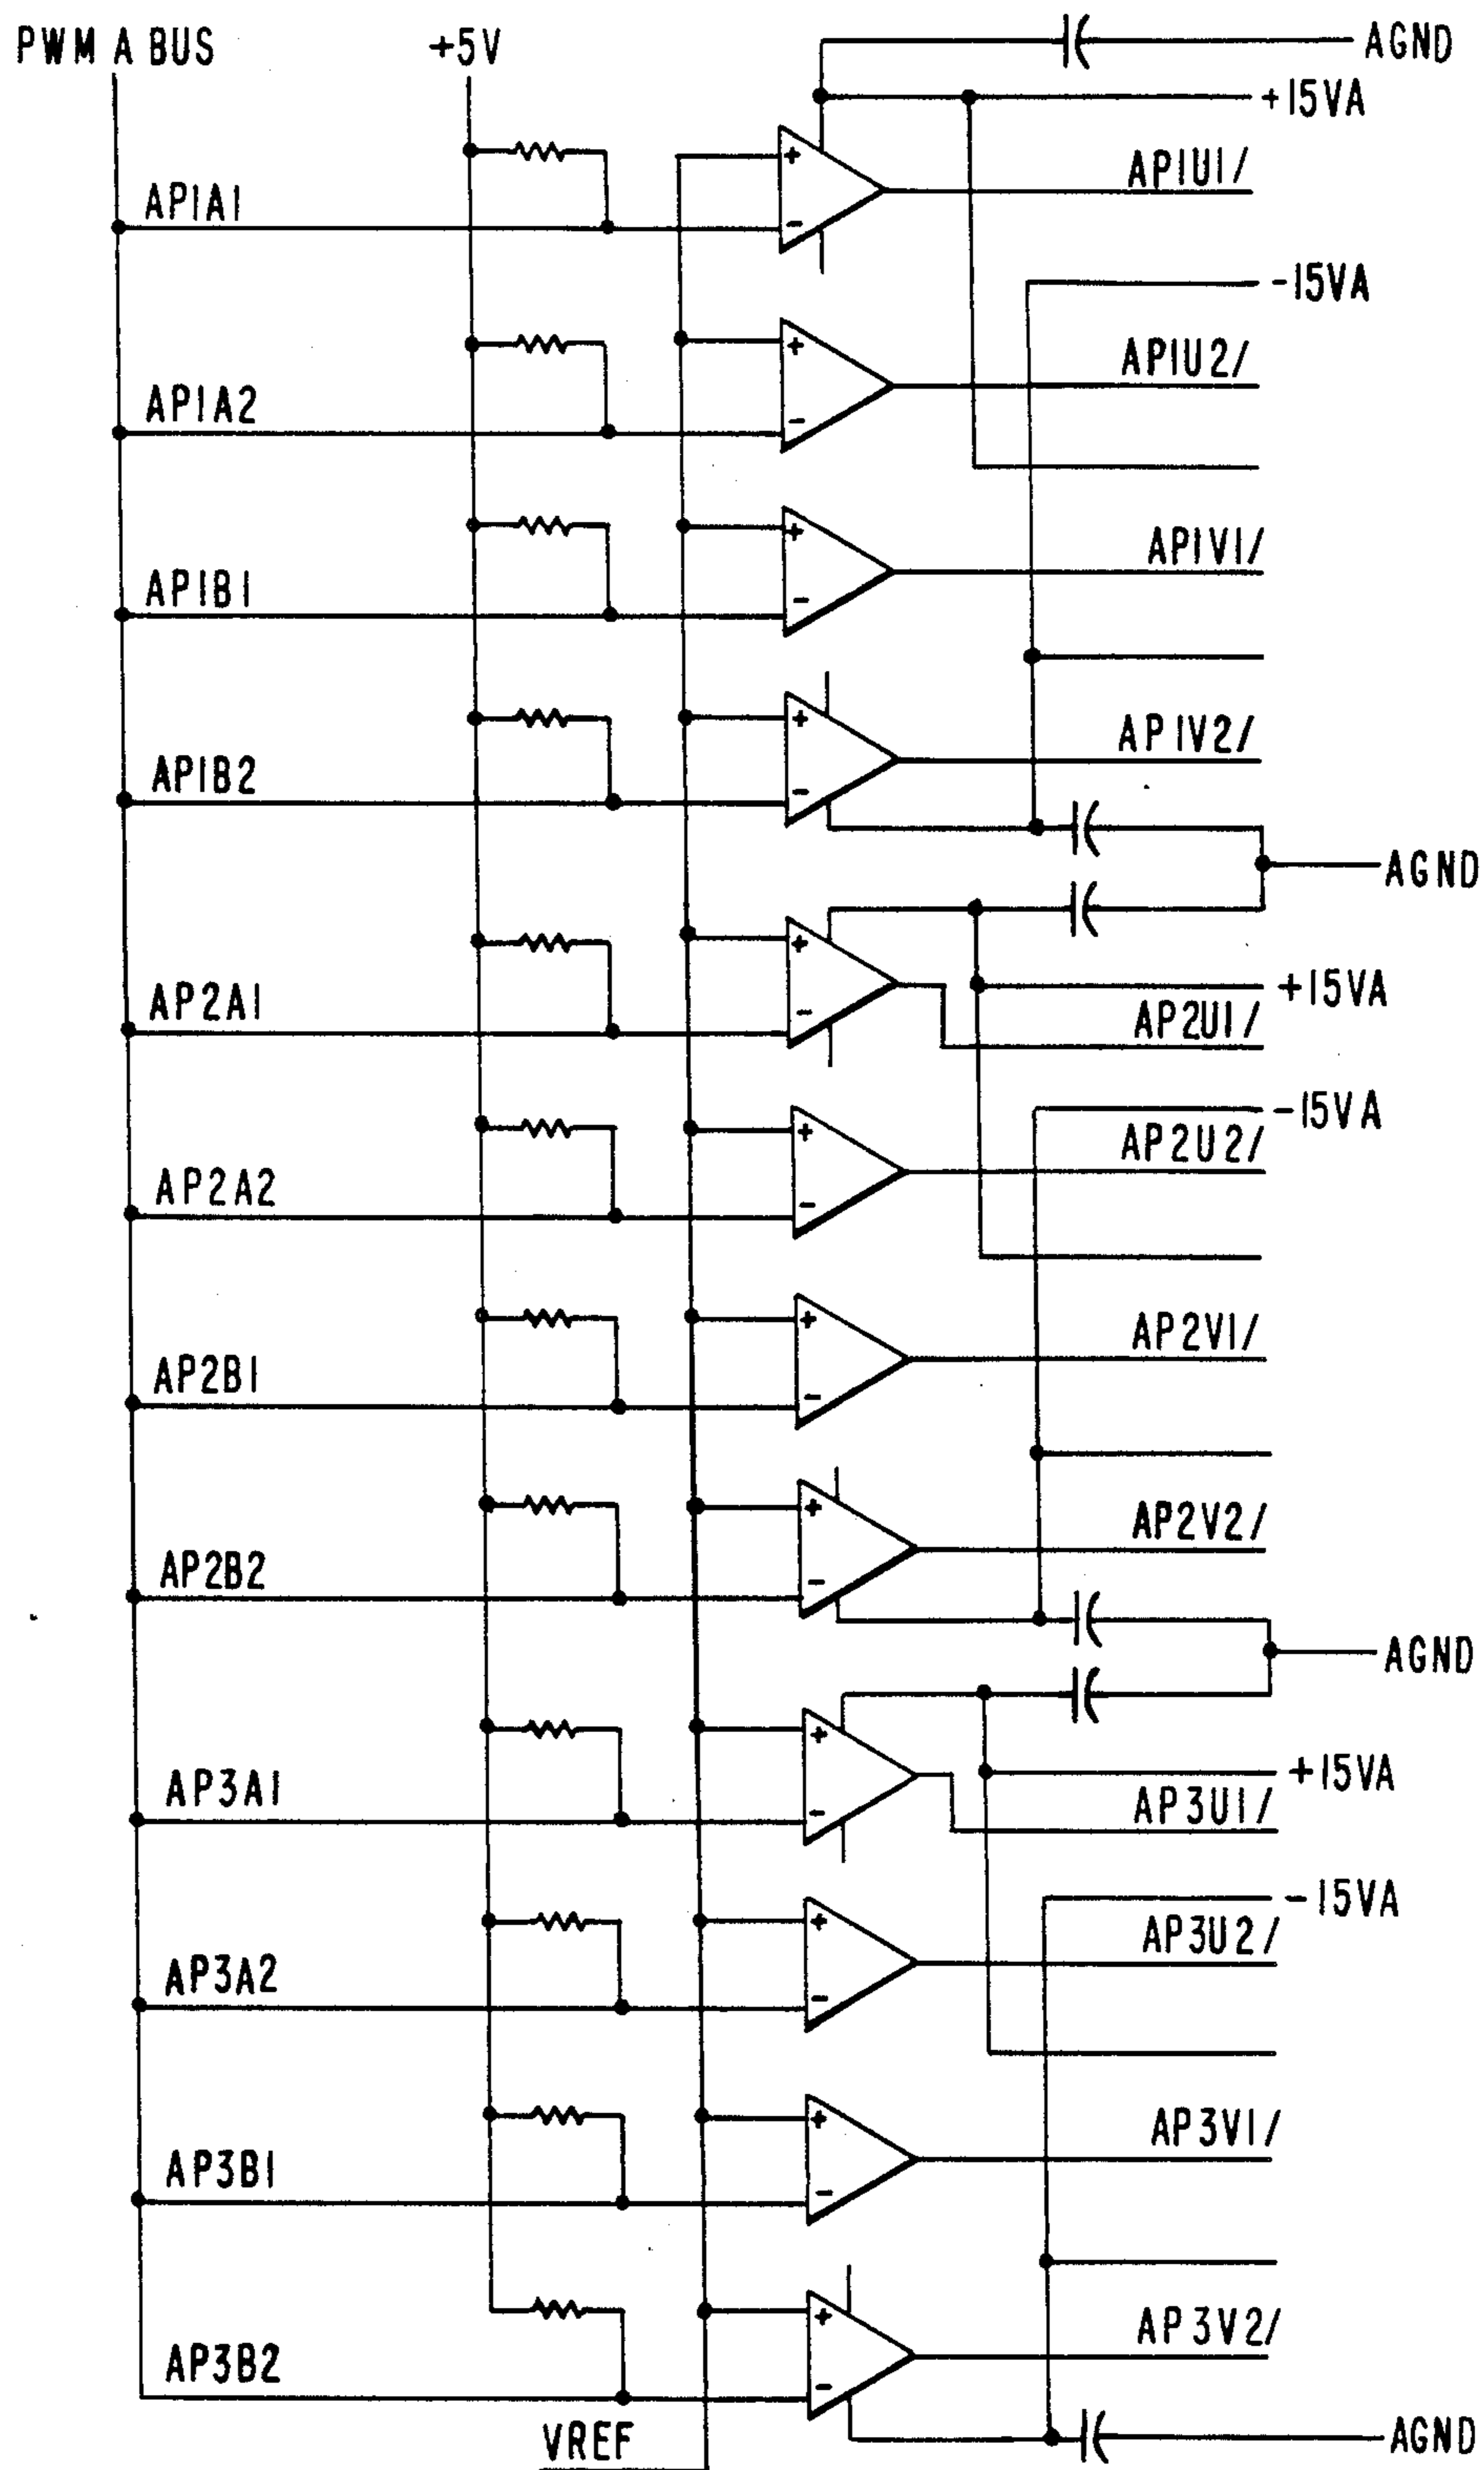 PWM A BUS +5V AGND
+15VA
AP1U1/
+ -
AP1A1
-15VA
AP1U2/
+ -
AP1A2
AP1V1/
+ -
AP1B1
AP1V2/
+ -
AP1B2
AGND
+ -
+15VA
AP2A1
AP2U1/
-15VA
AP2U2/
+ -
AP2A2
AP2V1/
+ -
AP2B1
AP2V2/
+ -
AP2B2
AGND
+ -
+15VA
AP3A1
AP3U1/
-15VA
AP3U2/
+ -
AP3A2
AP3V1/
+ -
AP3B1
AP3V2/
+ -
AP3B2
VREF
AGND